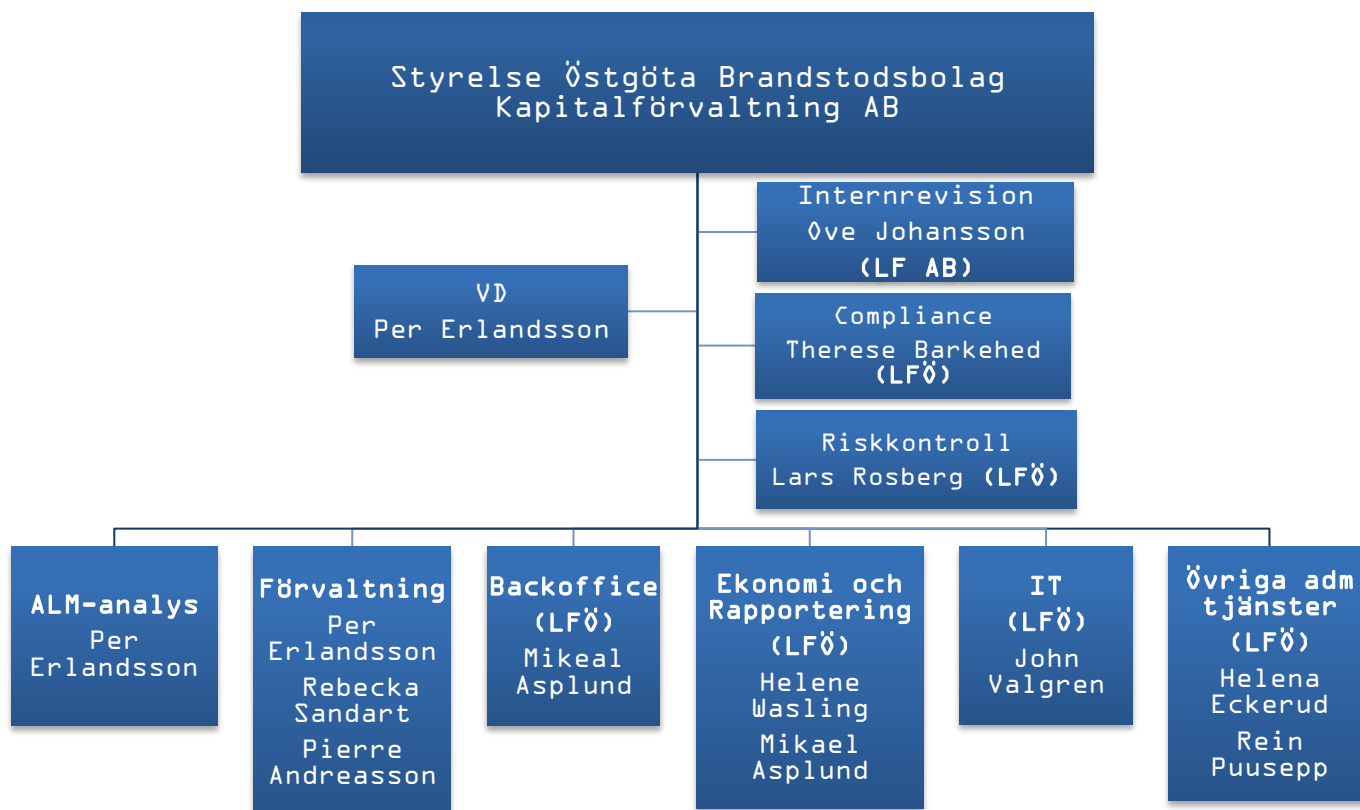 Styrelse Östgöta Brandstodsbolag
Kapitalförvaltning AB
Internrevision
Ove Johansson
(LF AB)
VD
Per Erlandsson
Compliance
Therese Barkehed
(LFÖ)
Riskkontroll
Lars Rosberg (LFÖ)
ALM-analys
Per
Erlandsson
Förvaltning
Per
Erlandsson
Rebecka
Sandart
Pierre
Andreasson
Backoffice
(LFÖ)
Mikeal
Asplund
Ekonomi och
Rapportering
(LFÖ)
Helene
Wasling
Mikael
Asplund
IT
(LFÖ)
John
Valgren
Övriga adm
tjänster
(LFÖ)
Helena
Eckerud
Rein
Puusepp